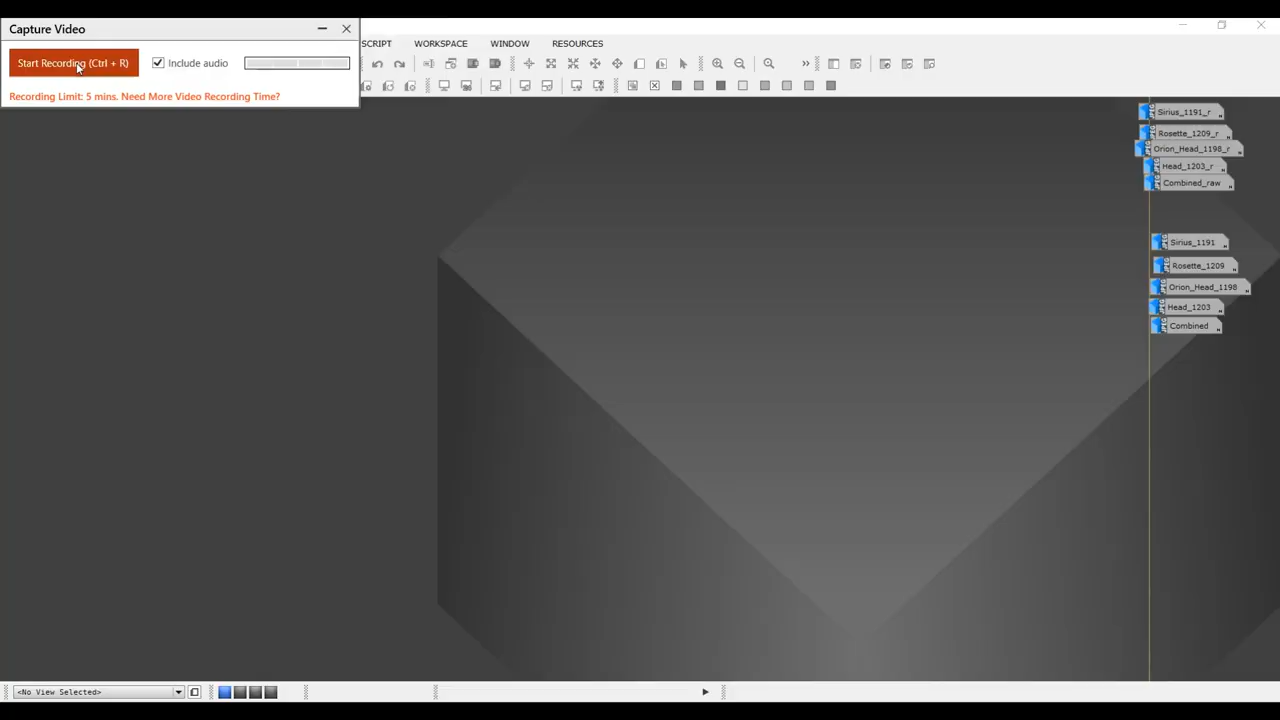 Capture Video
Start Recording (Ctrl + R)
Include audio
Recording Limit: 5 mins. Need More Video Recording Time?
SCRIPT WORKSPACE WINDOW RESOURCES
Sirius_1191_r
Rosette_1209_r
Orion_Head_1198_r
Head_1203_r
Combined_raw
Sirius_1191
Rosette_1209
Orion_Head_1198
Head_1203
Combined
<No View Selected>